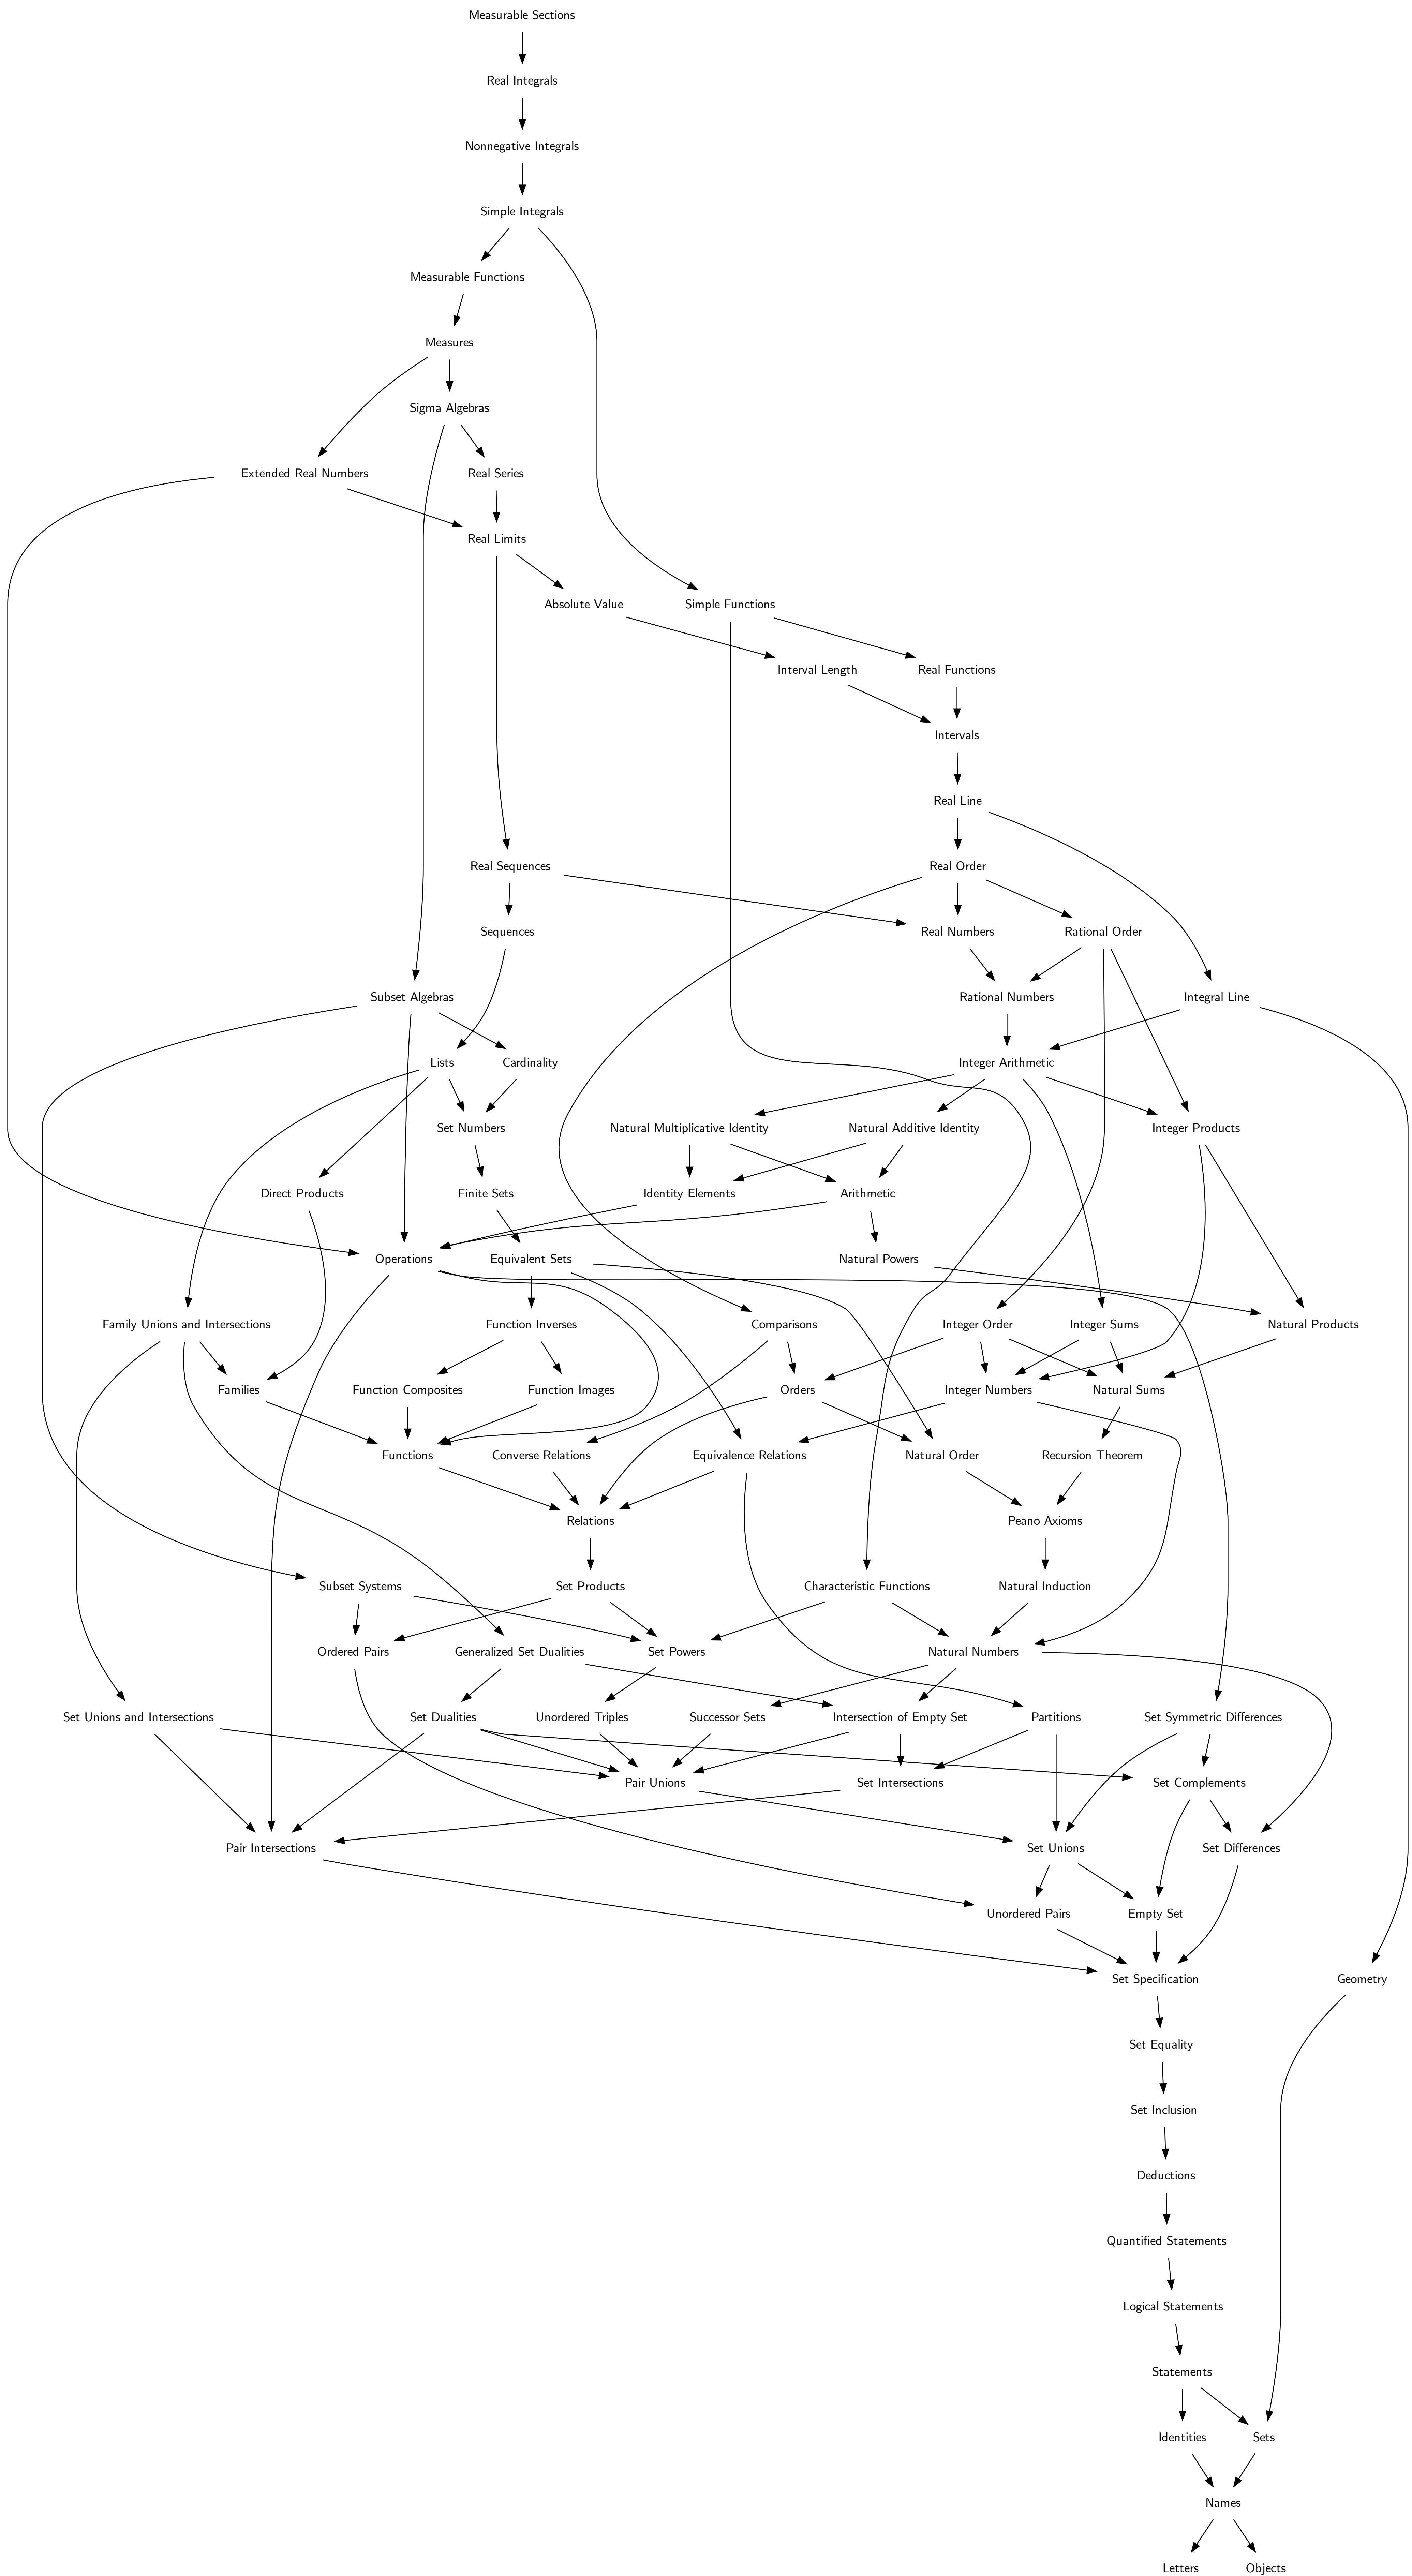 Measurable Sections
Real Integrals
Nonnegative Integrals
Simple Integrals
Measurable Functions
Measures
Sigma Algebras
Extended Real Numbers
Real Series
Real Limits
Absolute Value
Simple Functions
Interval Length
Real Functions
Intervals
Real Line
Real Sequences
Real Order
Sequences
Real Numbers
Rational Order
Subset Algebras
Rational Numbers
Integral Line
Lists
Cardinality
Integer Arithmetic
Set Numbers
Natural Multiplicative Identity
Natural Additive Identity
Integer Products
Direct Products
Finite Sets
Identity Elements
Arithmetic
Operations
Equivalent Sets
Natural Powers
Family Unions and Intersections
Function Inverses
Comparisons
Integer Order
Integer Sums
Natural Products
Families
Function Composites
Function Images
Orders
Integer Numbers
Natural Sums
Functions
Converse Relations
Equivalence Relations
Natural Order
Recursion Theorem
Relations
Peano Axioms
Subset Systems
Set Products
Characteristic Functions
Natural Induction
Ordered Pairs
Generalized Set Dualities
Set Powers
Natural Numbers
Set Unions and Intersections
Set Dualities
Unordered Triples
Successor Sets
Intersection of Empty Set
Partitions
Set Symmetric Differences
Pair Unions
Set Intersections
Set Complements
Pair Intersections
Set Unions
Set Differences
Unordered Pairs
Empty Set
Set Specification
Geometry
Set Equality
Set Inclusion
Deductions
Quantified Statements
Logical Statements
Statements
Identities
Sets
Names
Letters
Objects